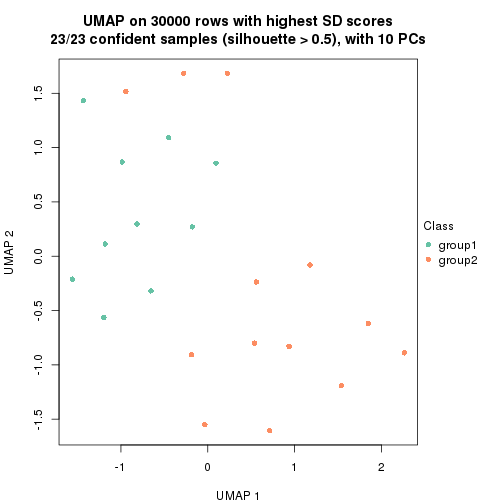 UMAP on 30000 rows with highest SD scores
23/23 confident samples (silhouette > 0.5), with 10 PCs
1.5
1.0
0.5
0.0
-0.5
-1.0
-1.5
UMAP 2
Class
group1
group2
-1
0
1
2
UMAP 1